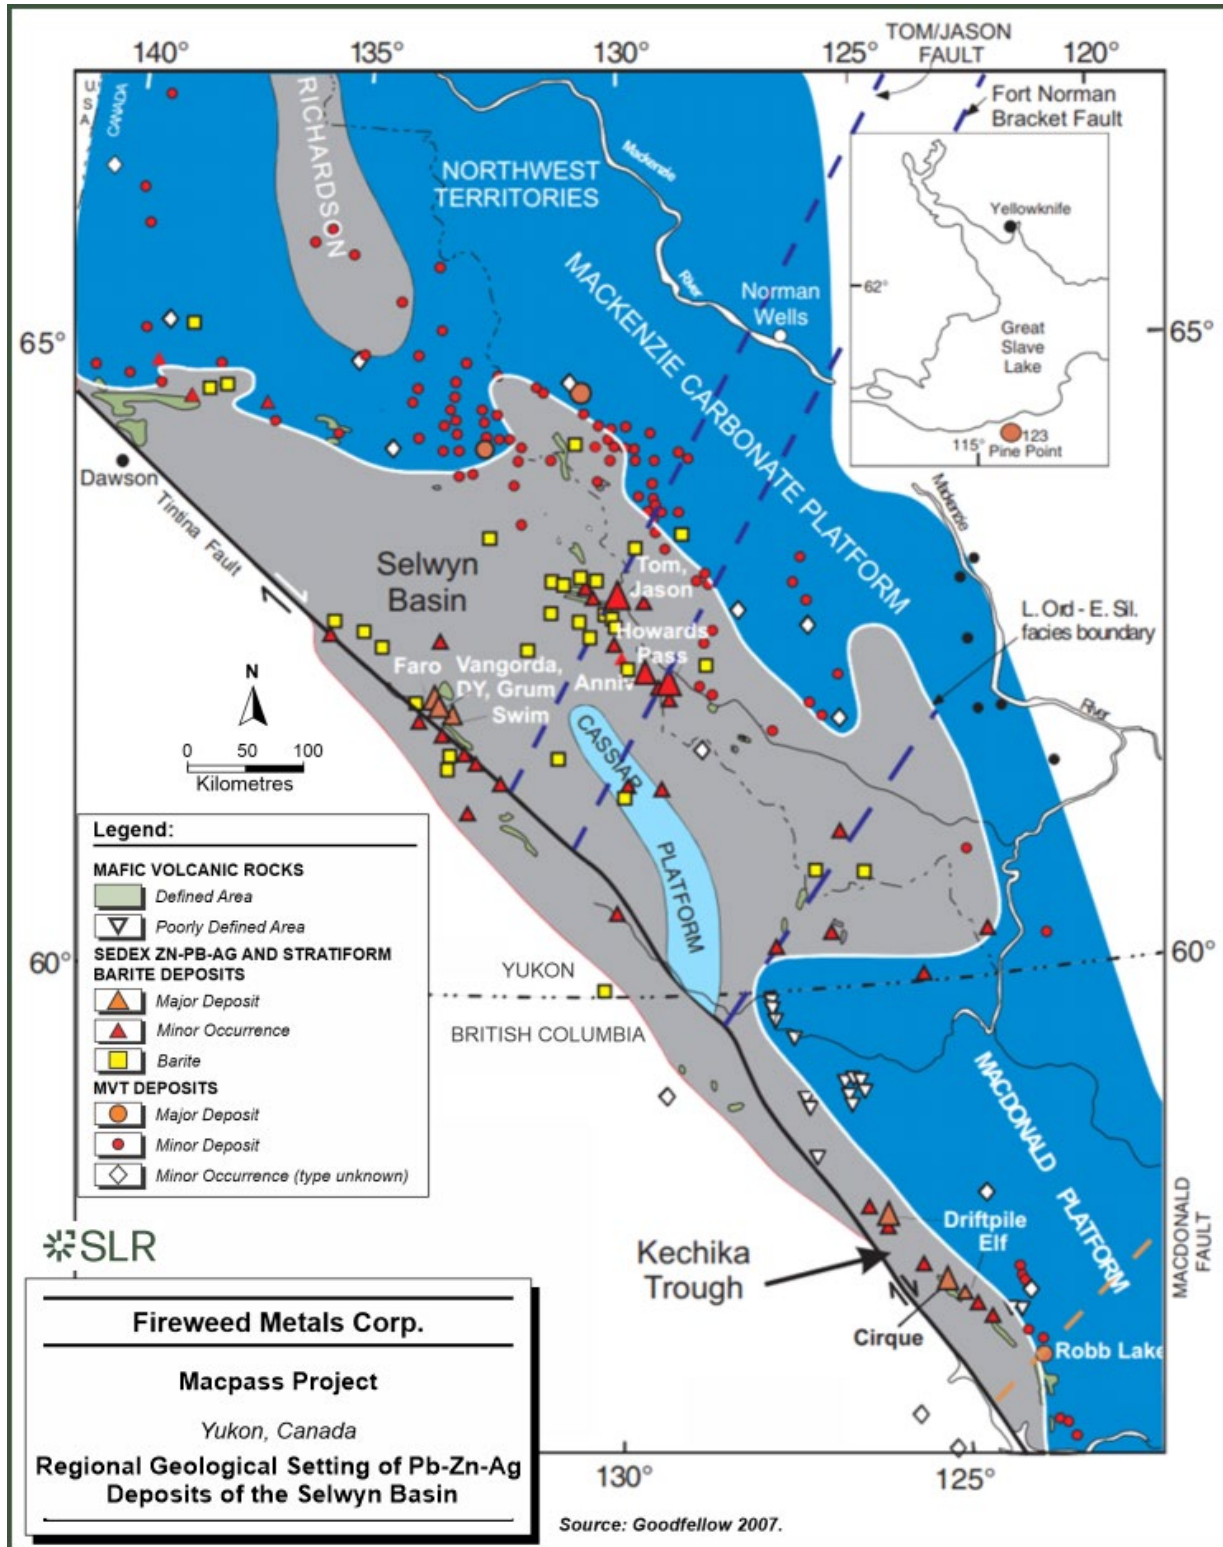 TOM/JASON
FAULT
140°
135°
130°
125°
120°
Fort Norman
Bracket Fault
U
S
A
CANADA
RICHARDSON
NORTHWEST
TERRITORIES
Mackenzie
River
MACKENZIE CARBONATE PLATFORM
Norman
Wells
Yellowknife
62°
Great
Slave
Lake
115°
123
Pine Point
65°
65°
Dawson
Tintina Fault
Selwyn
Basin
Mackenzie
River
Tom,
Jason
Howards
Pass
Anniv
L. Ord - E. Sil.
facies boundary
Faro
Vangorda,
DY, Grum
Swim
N
0 50 100
Kilometres
CASSIAR
PLATFORM
Legend:
MAFIC VOLCANIC ROCKS
Defined Area
Poorly Defined Area
SEDEX ZN-PB-AG AND STRATIFORM
BARITE DEPOSITS
Major Deposit
Minor Occurrence
Barite
MVT DEPOSITS
Major Deposit
Minor Deposit
Minor Occurrence (type unknown)
60°
60°
YUKON
BRITISH COLUMBIA
MACDONALD PLATFORM
MACDONALD
FAULT
Driftpile
Elf
Kechika
Trough
Cirque
Robb Lake
SLR
Fireweed Metals Corp.
Macpass Project
Yukon, Canada
Regional Geological Setting of Pb-Zn-Ag
Deposits of the Selwyn Basin
130°
125°
Source: Goodfellow 2007.